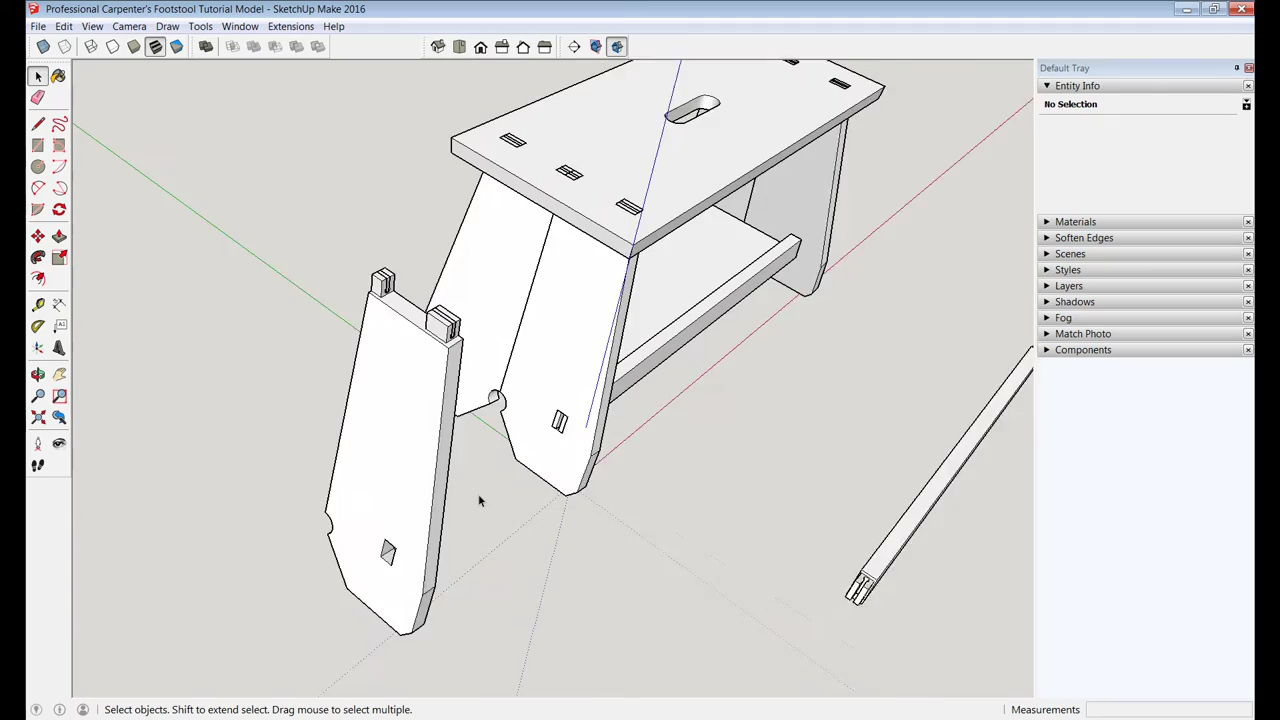 Professional Carpenter's Footstool Tutorial Model - SketchUp Make 2016
File Edit View Camera Draw Tools Window Extensions Help
Default Tray
Entity Info
No Selection
Materials
Soften Edges
Scenes
Styles
Layers
Shadows
Fog
Match Photo
Components
Select objects. Shift to extend select. Drag mouse to select multiple.
Measurements